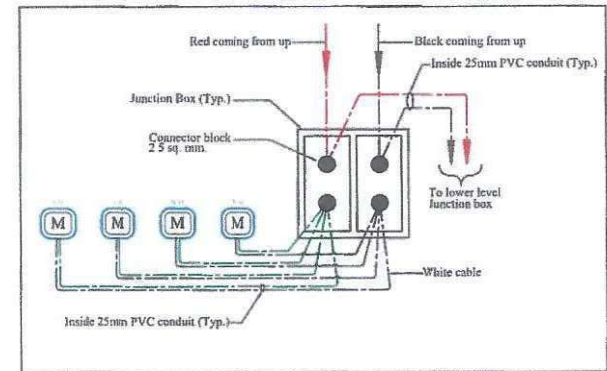 Red coming from up
Black coming from up
Inside 25mm PVC conduit (Typ.)
Junction Box (Typ.)
Connector block
2 5 sq. mm.
To lower level
Junction box
M M M M
White cable
Inside 25mm PVC conduit (Typ.)